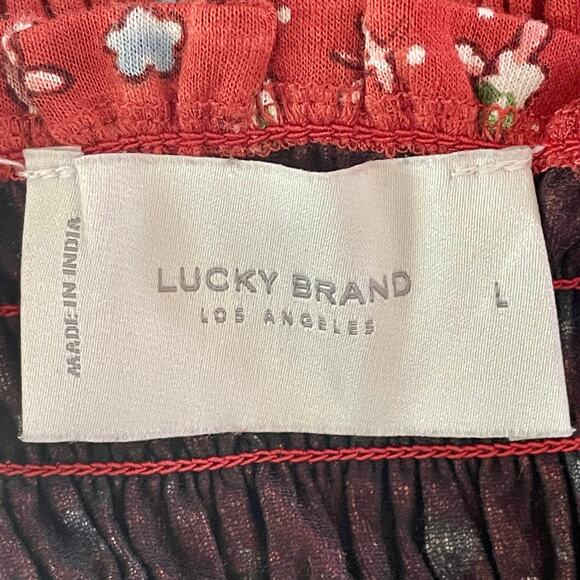 MADE IN INDIA
LUCKY BRAND
LOS ANGELES
L